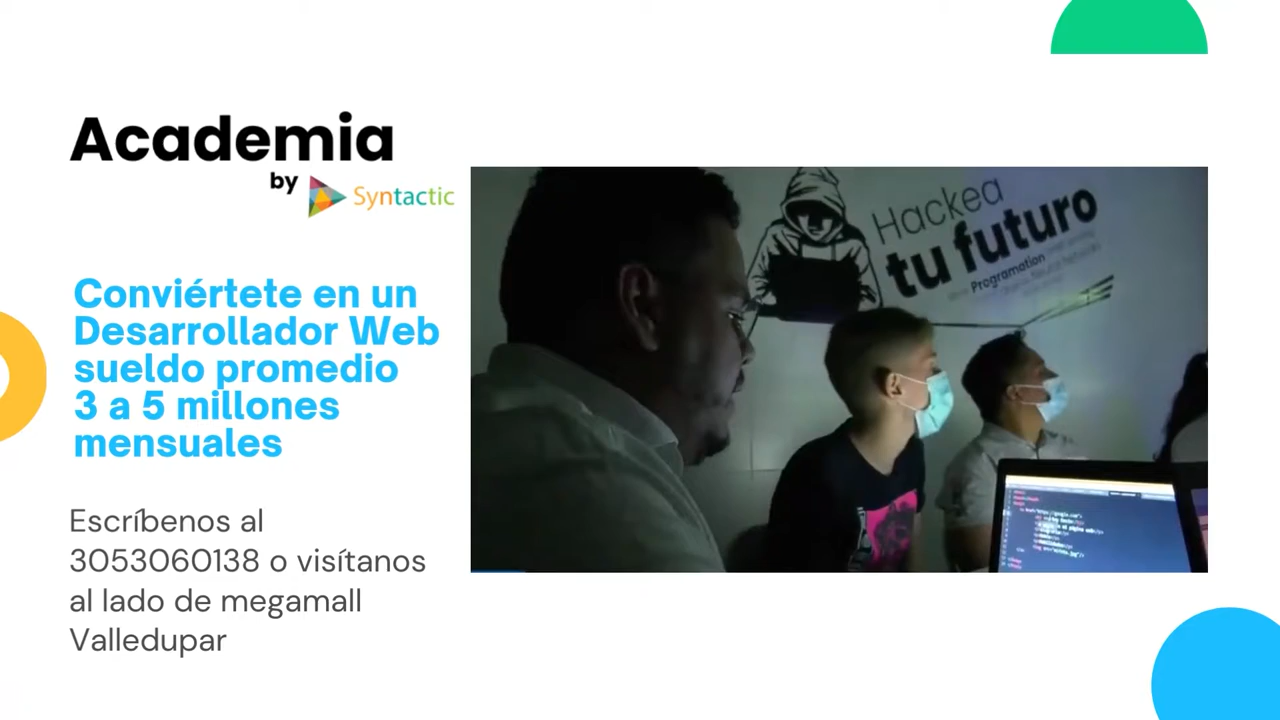 Academia
by Syntactic
Conviértete en un
Desarrollador Web
sueldo promedio
3 a 5 millones
mensuales
Escríbenos al
3053060138 o visítanos
al lado de megamall
Valledupar
Hackea
tu futuro
Programation